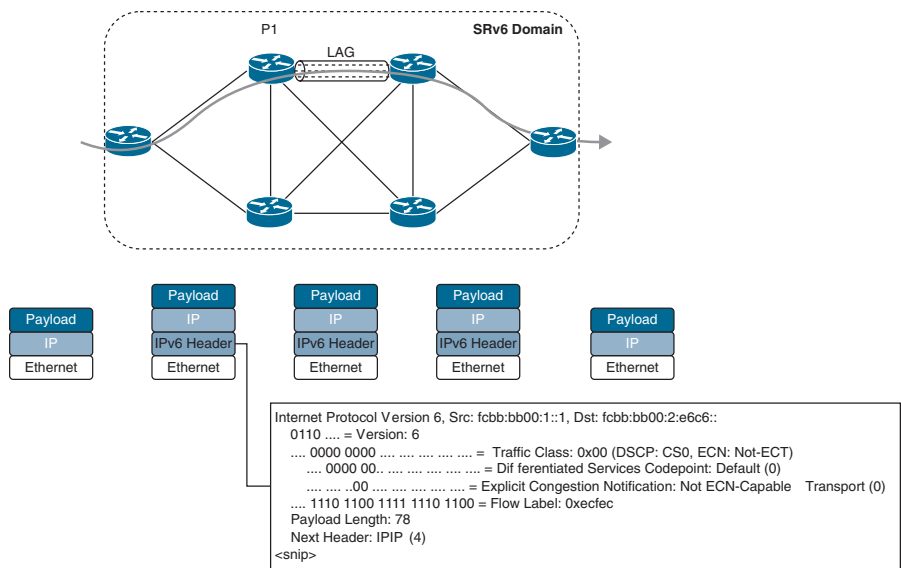 P1
SRv6 Domain
LAG
Payload
IP
Ethernet
Payload
IP
IPv6 Header
Ethernet
Payload
IP
IPv6 Header
Ethernet
Payload
IP
IPv6 Header
Ethernet
Payload
IP
Ethernet
Internet Protocol Version 6, Src: fcbb:bb00:1::1, Dst: fcbb:bb00:2:e6c6::
0110 .... = Version: 6
.... 0000 0000 .... .... .... .... .... = Traffic Class: 0x00 (DSCP: CS0, ECN: Not-ECT)
.... 0000 00.. .... .... .... .... .... = Dif ferentiated Services Codepoint: Default (0)
.... .... ..00 .... .... .... .... .... = Explicit Congestion Notification: Not ECN-Capable Transport (0)
.... 1110 1100 1111 1110 1100 = Flow Label: 0xecfec
Payload Length: 78
Next Header: IPIP (4)
<snip>